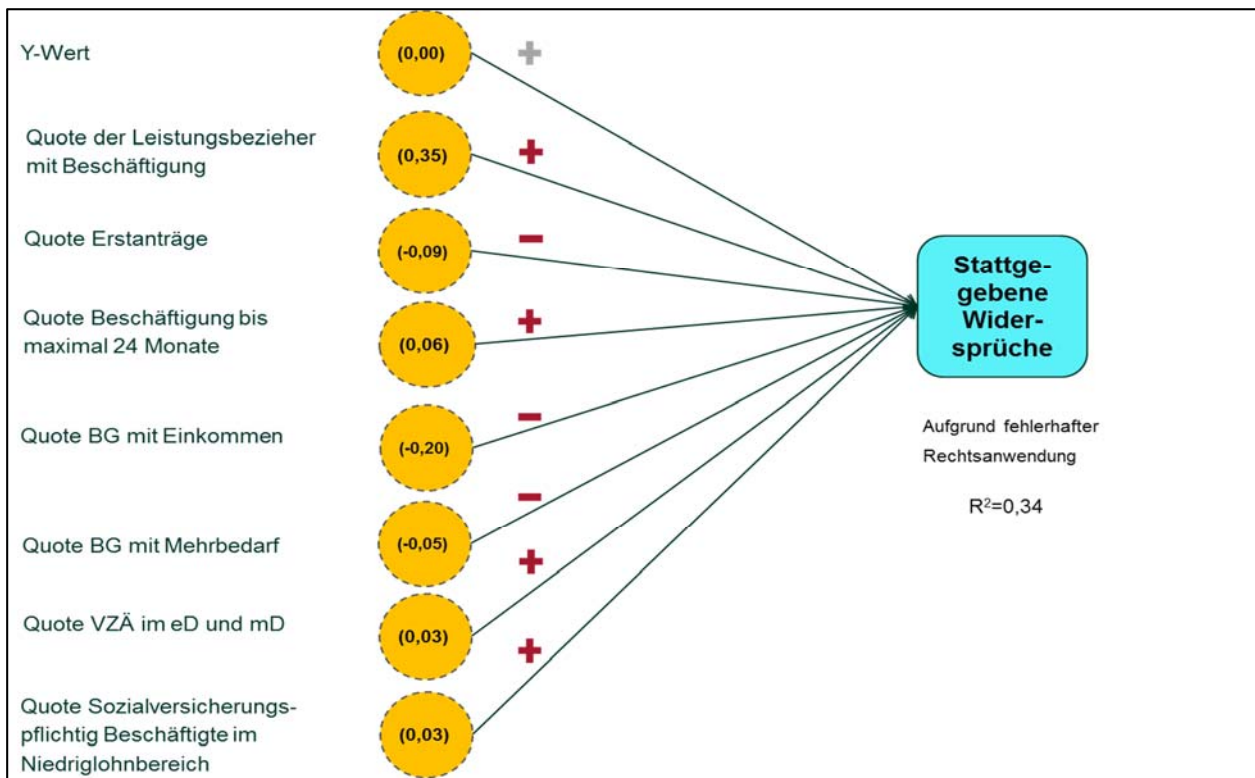 Y-Wert
(0,00)
+
Quote der Leistungsbezieher
mit Beschäftigung
(0,35)
+
Quote Erstanträge
(-0,09)
−
Quote Beschäftigung bis
maximal 24 Monate
(0,06)
+
Quote BG mit Einkommen
(-0,20)
−
Quote BG mit Mehrbedarf
(-0,05)
−
Quote VZÄ im eD und mD
(0,03)
+
Quote Sozialversicherungs-
pflichtig Beschäftigte im
Niedriglohnbereich
(0,03)
+
Stattge-
gebene
Wider-
sprüche
Aufgrund fehlerhafter
Rechtsanwendung
R²=0,34